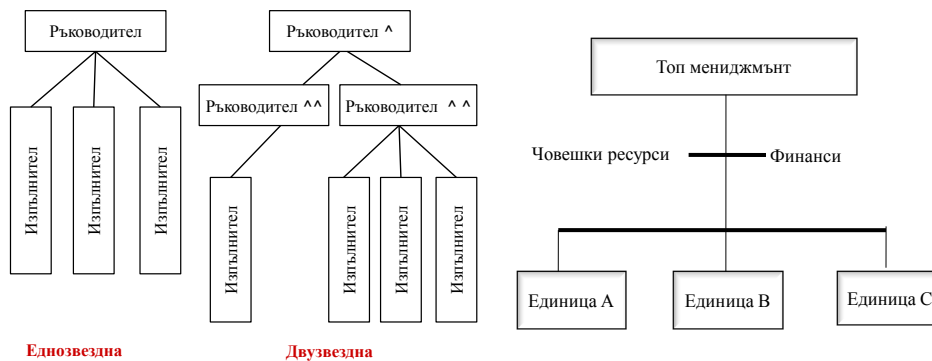 Ръководител
Изпълнител
Изпълнител
Изпълнител
Еднозвездна
Ръководител ^
Ръководител ^^
Ръководител ^ ^
Изпълнител
Изпълнител
Изпълнител
Изпълнител
Двузвездна
Топ мениджмънт
Човешки ресурси
Финанси
Единица А
Единица В
Единица С